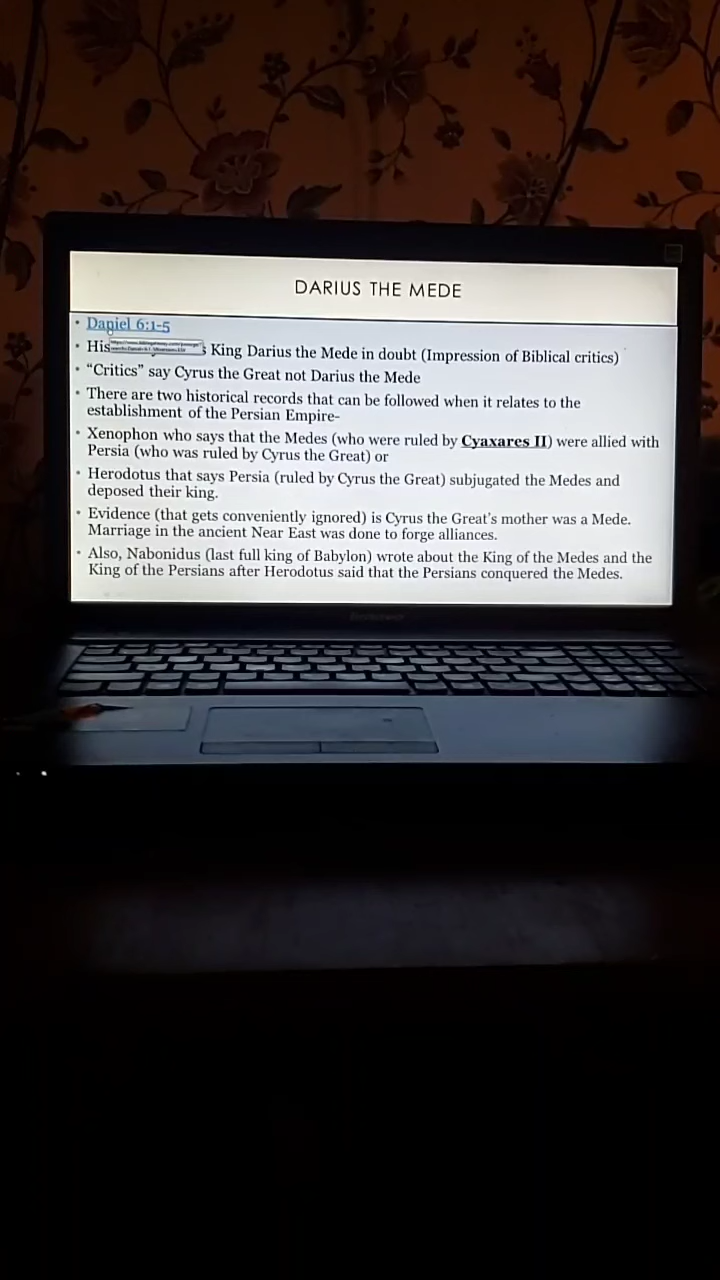 DARIUS THE MEDE
• Daniel 6:1-5
• His s King Darius the Mede in doubt (Impression of Biblical critics)
• “Critics” say Cyrus the Great not Darius the Mede
• There are two historical records that can be followed when it relates to the
establishment of the Persian Empire-
• Xenophon who says that the Medes (who were ruled by Cyaxares II) were allied with
Persia (who was ruled by Cyrus the Great) or
• Herodotus that says Persia (ruled by Cyrus the Great) subjugated the Medes and
deposed their king.
• Evidence (that gets conveniently ignored) is Cyrus the Great’s mother was a Mede.
Marriage in the ancient Near East was done to forge alliances.
• Also, Nabonidus (last full king of Babylon) wrote about the King of the Medes and the
King of the Persians after Herodotus said that the Persians conquered the Medes.